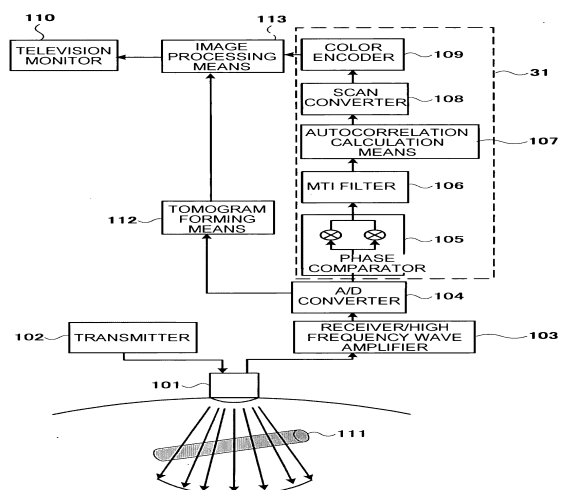 110
TELEVISION
MONITOR
113
IMAGE
PROCESSING
MEANS
COLOR
ENCODER
109
31
SCAN
CONVERTER
108
AUTOCORRELATION
CALCULATION
MEANS
107
MTI FILTER
106
112
TOMOGRAM
FORMING
MEANS
105
PHASE
COMPARATOR
A/D
CONVERTER
104
102
TRANSMITTER
RECEIVER/HIGH
FREQUENCY WAVE
AMPLIFIER
103
101
111